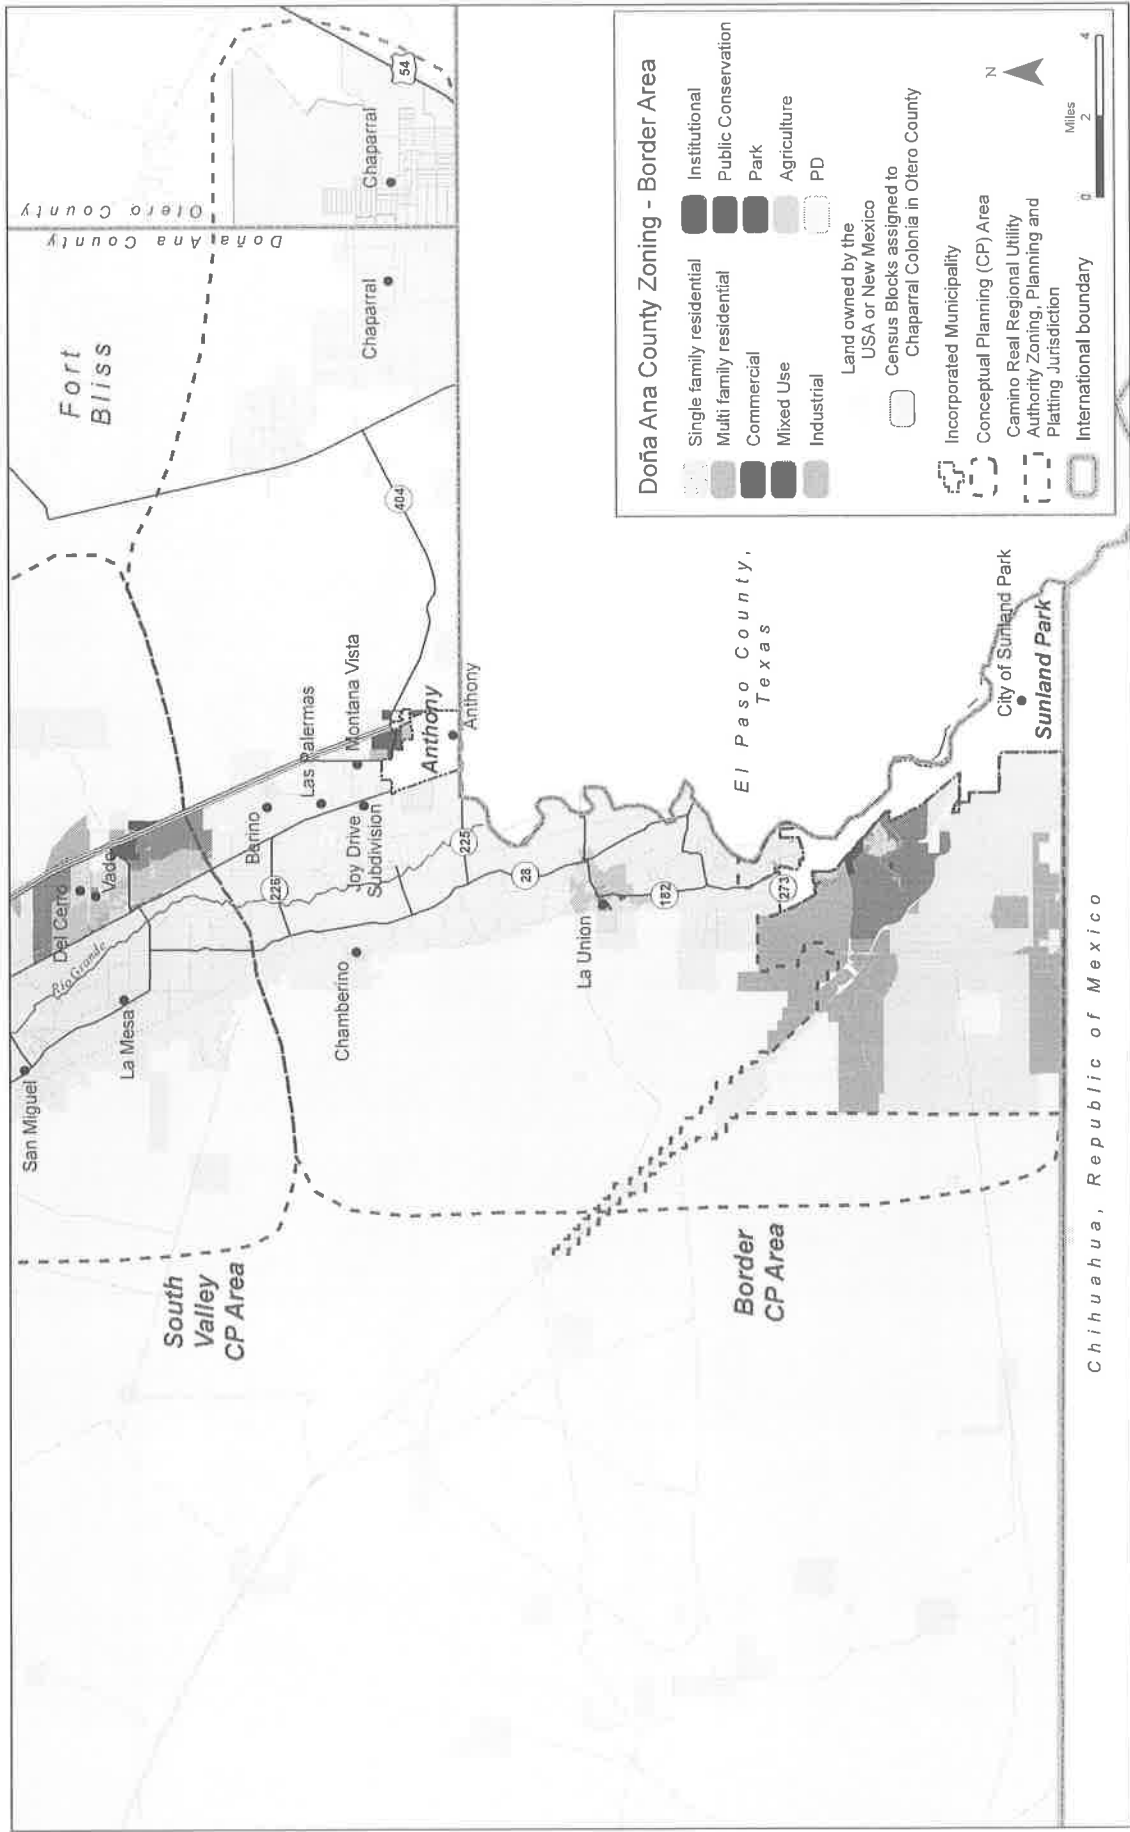 Fort
Bliss
Otero County
Doña Ana County
54
Chaparral
Chaparral
404
San Miguel
Rio Grande
Del Cerro
Vado
La Mesa
Berino
226
Las Palermas
Montana Vista
Joy Drive
Subdivision
Chamberino
Anthony
Anthony
225
28
La Union
182
273
South
Valley
CP Area
Border
CP Area
El Paso County,
Texas
City of Sunland Park
Sunland Park
Chihuahua, Republic of Mexico
Doña Ana County Zoning - Border Area
Single family residential
Multi family residential
Commercial
Mixed Use
Industrial
Institutional
Public Conservation
Park
Agriculture
PD
Land owned by the
USA or New Mexico
Census Blocks assigned to
Chaparral Colonia in Otero County
Incorporated Municipality
Conceptual Planning (CP) Area
Camino Real Regional Utility
Authority Zoning, Planning and
Platting Jurisdiction
International boundary
N
Miles
0
2
4